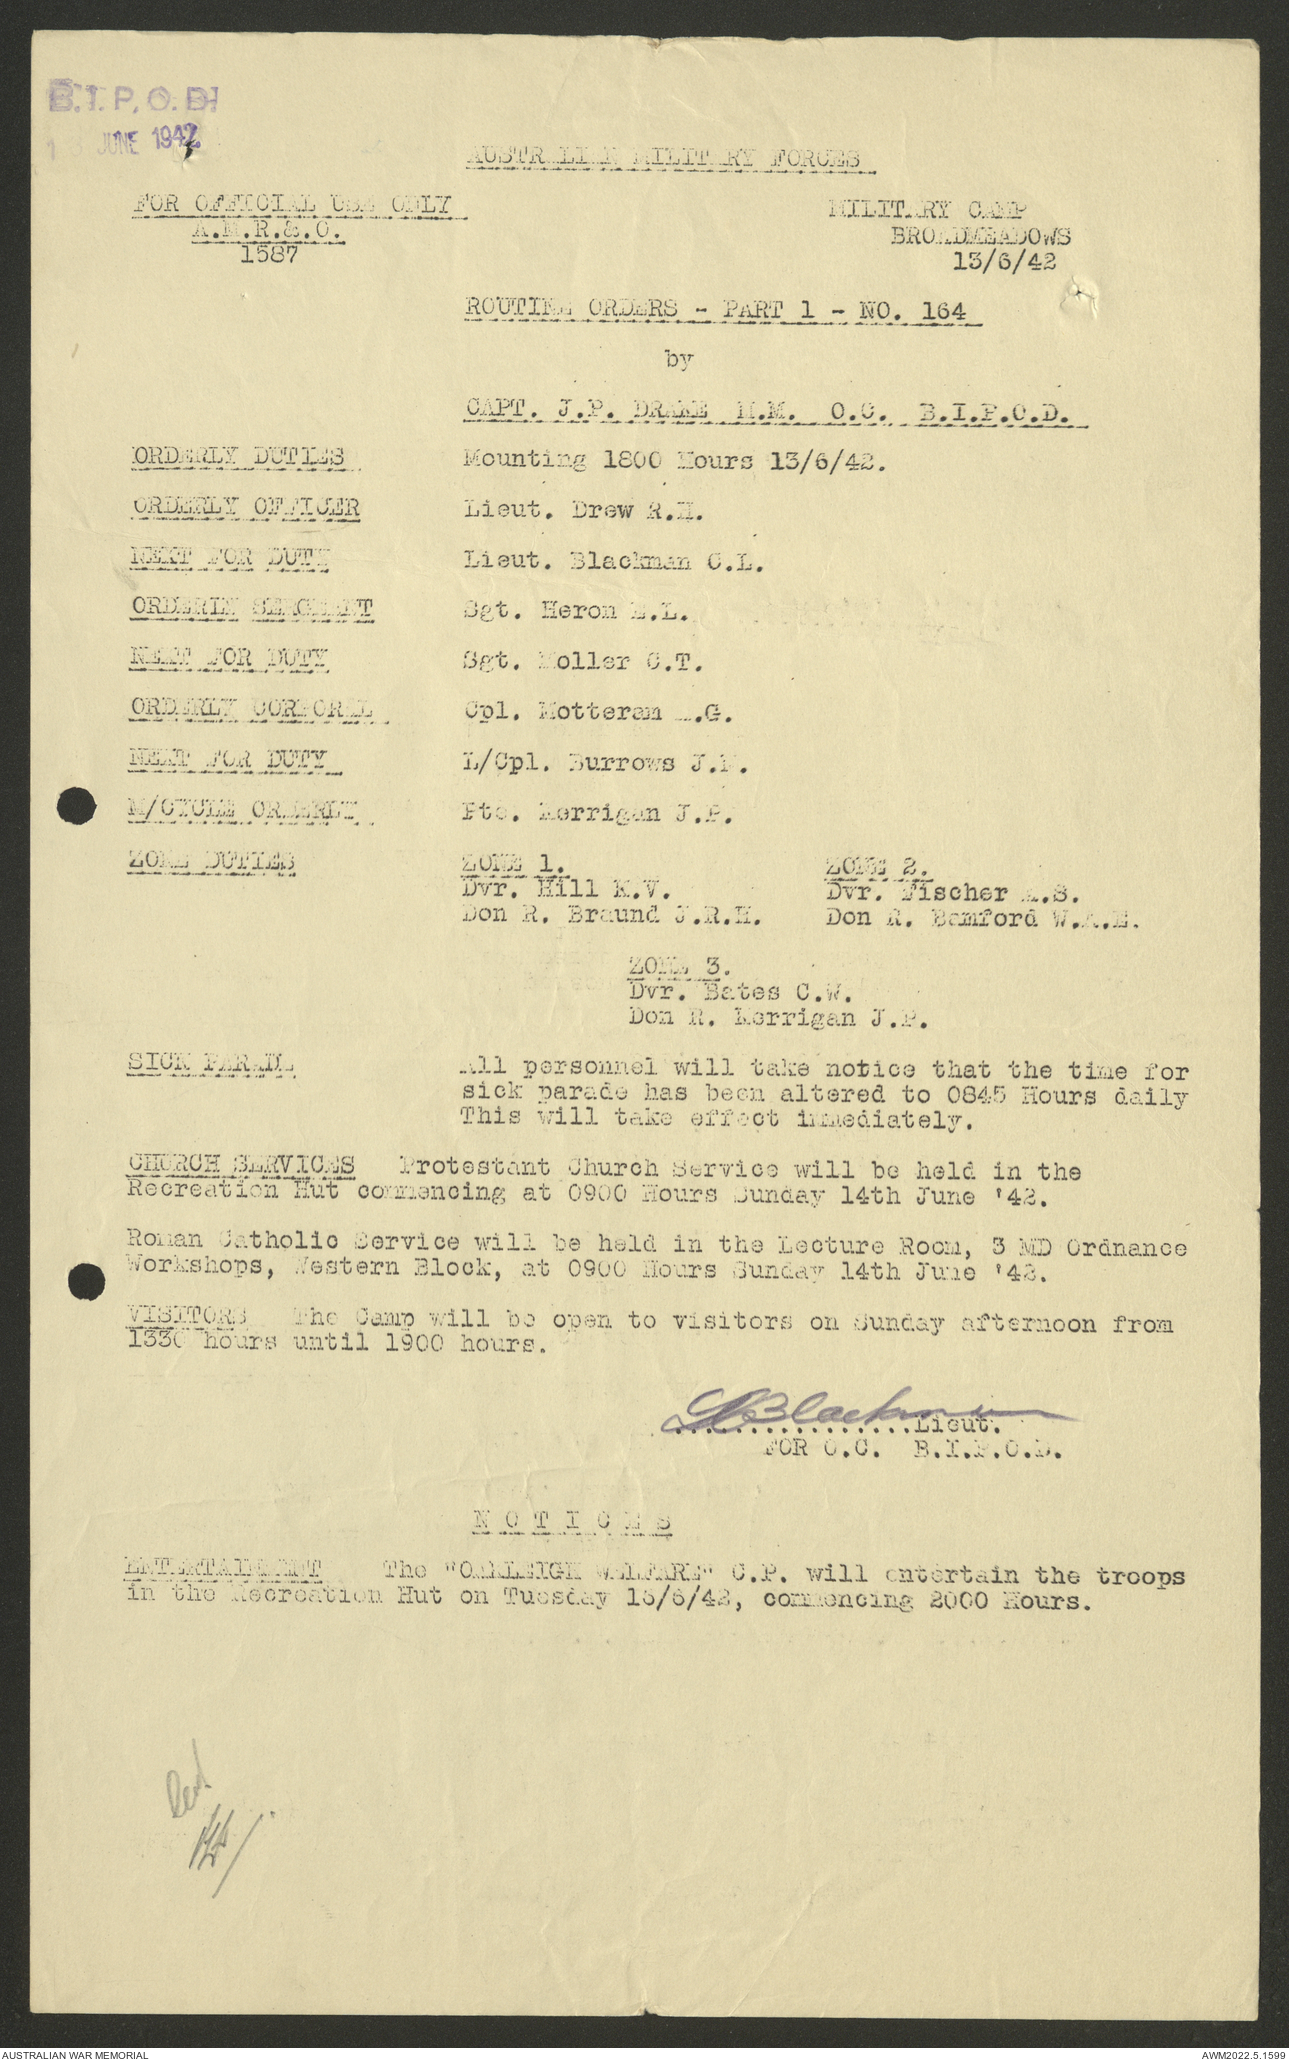 B.I.P.O.D.
JUNE 1942
AUSTRALIAN MILITARY FORCES
FOR OFFICIAL USE ONLY
A.M.R.&.O.
1587
MILITARY CAMP
BROADMEADOWS
13/6/42
ROUTINE ORDERS - PART 1 - NO. 164
by
CAPT. J.P. DRAKE M.M. O.C. B.I.P.O.D.
ORDERLY DUTIES Mounting 1800 Hours 13/6/42.
ORDERLY OFFICER Lieut. Drew R.H.
NEXT FOR DUTY Lieut. Blackman C.L.
ORDERIN SERGEANT Sgt. Heron L.L.
NEXT FOR DUTY Sgt. Moller C.T.
ORDERLY CORPORAL Cpl. Motteram .G.
NEXT FOR DUTY L/Cpl. Burrows J.
M/CYCLE ORDERLY Pte. Kerrigan J.P.
ZONE DUTIES
ZONE 1.
Dvr. Hill K.V.
Don R. Braund J.R.H.
ZONE 2.
Dvr. Fischer A.S.
Don R. Bamford W.A.E.
ZONE 3.
Dvr. Bates C.W.
Don R. Kerrigan J.P.
SICK PARADE All personnel will take notice that the time for
sick parade has been altered to 0845 Hours daily
This will take effect immediately.
CHURCH SERVICES Protestant Church Service will be held in the
Recreation Hut commencing at 0900 Hours Sunday 14th June '42.
Roman Catholic Service will be held in the Lecture Room, 3 MD Ordnance
Workshops, Western Block, at 0900 Hours Sunday 14th June '42.
VISITORS The Camp will be open to visitors on Sunday afternoon from
1330 hours until 1900 hours.
Blackman
................Lieut.
FOR O.C. B.I.P.O.D.
N O T I C E S
ENTERTAINMENT The "OAKLEIGH WELFARE" C.P. will entertain the troops
in the Recreation Hut on Tuesday 16/6/42, commencing 2000 Hours.
AUSTRALIAN WAR MEMORIAL
AWM2022.5.1599